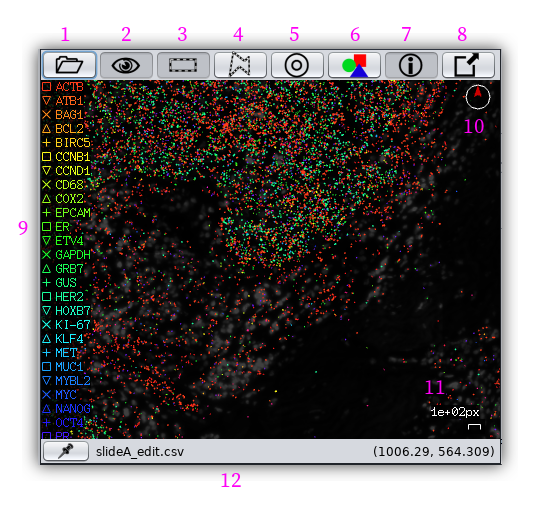 1 2 3 4 5 6 7 8
ACTB
ATB1
BAG1
BCL2
BIRC5
CCNB1
CCND1
CD68
COX2
EPCAM
ER
ETV4
GAPDH
GRB7
GUS
HER2
HOXB7
KI-67
KLF4
MET
MUC1
MYBL2
MYC
NANOG
OCT4
PR
9
10
11
1e+02px
slideA_edit.csv (1006.29, 564.309)
12